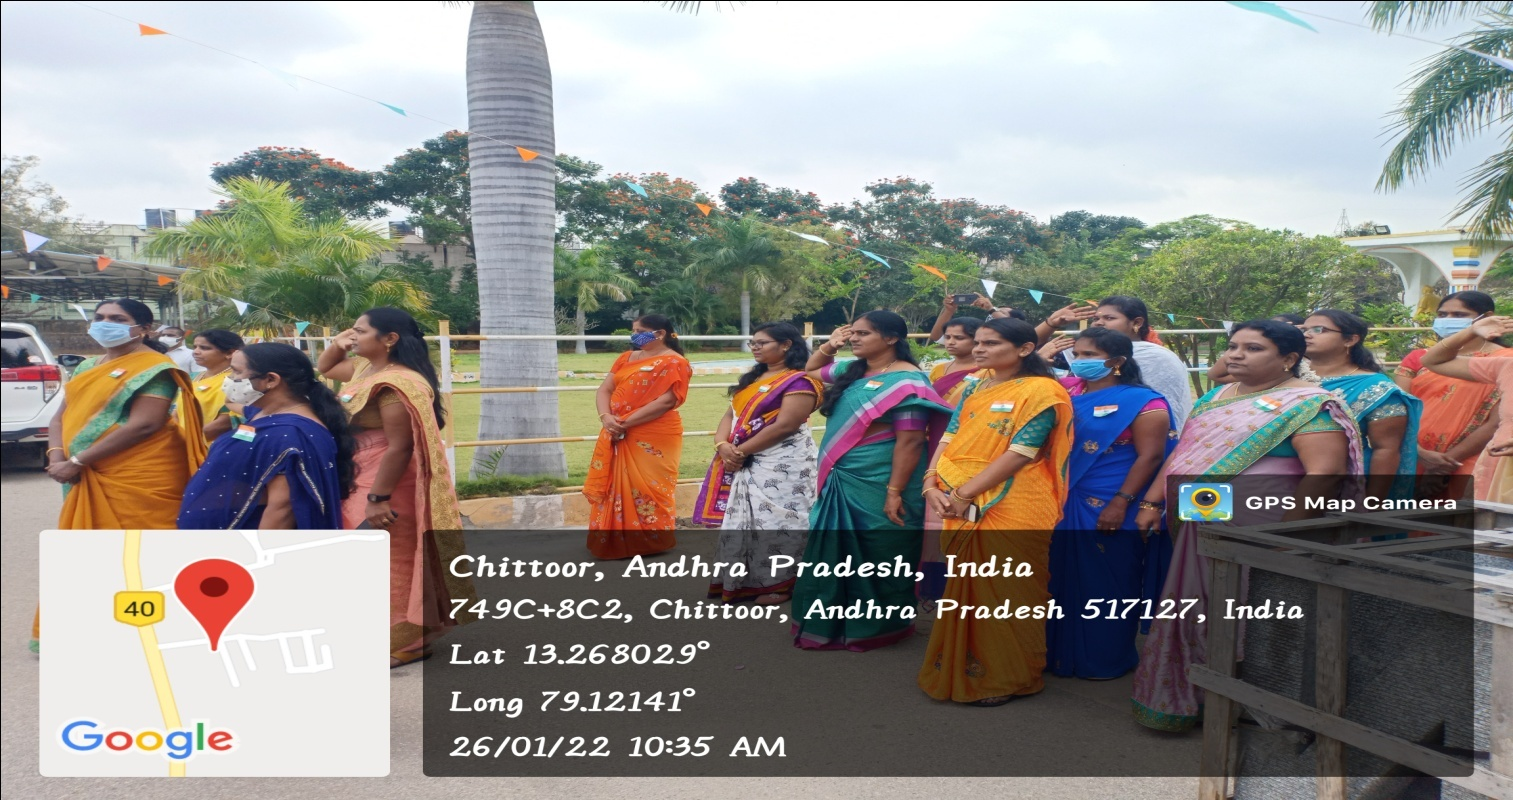 GPS Map Camera
Chittoor, Andhra Pradesh, India
749C+8C2, Chittoor, Andhra Pradesh 517127, India
Lat 13.268029°
Long 79.12141°
26/01/22 10:35 AM
40
Google